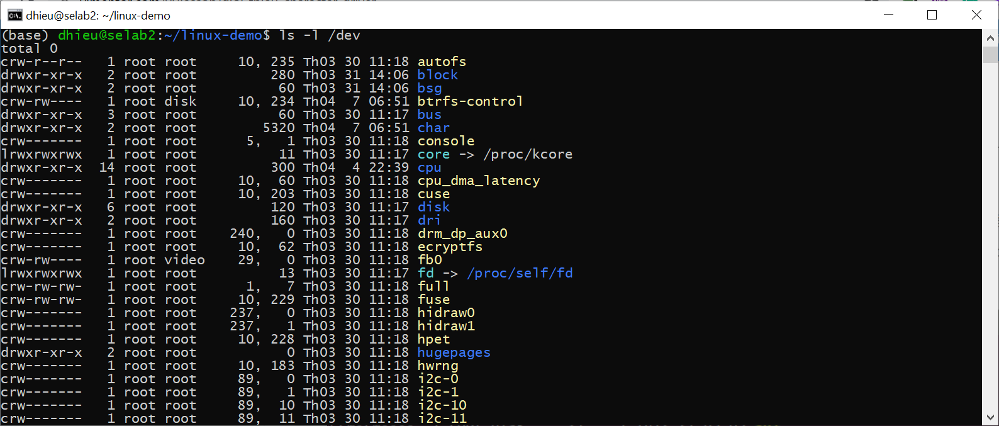 dhieu@selab2: ~/linux-demo
(base) dhieu@selab2:~/linux-demo$ ls -l /dev
total 0
crw-r--r--   1 root root     10, 235 Th03 30 11:18 autofs
drwxr-xr-x   2 root root         280 Th03 31 14:06 block
drwxr-xr-x   2 root root          60 Th03 31 14:06 bsg
crw-rw----   1 root disk     10, 234 Th04  7 06:51 btrfs-control
drwxr-xr-x   3 root root          60 Th03 30 11:17 bus
drwxr-xr-x   2 root root        5320 Th04  7 06:51 char
crw-------   1 root root      5,   1 Th03 30 11:18 console
lrwxrwxrwx   1 root root          11 Th03 30 11:17 core -> /proc/kcore
drwxr-xr-x  14 root root         300 Th04  4 22:39 cpu
crw-------   1 root root     10,  60 Th03 30 11:18 cpu_dma_latency
crw-------   1 root root     10, 203 Th03 30 11:18 cuse
drwxr-xr-x   6 root root         120 Th03 30 11:17 disk
drwxr-xr-x   2 root root         160 Th03 30 11:17 dri
crw-------   1 root root    240,   0 Th03 30 11:18 drm_dp_aux0
crw-------   1 root root     10,  62 Th03 30 11:18 ecryptfs
crw-rw----   1 root video    29,   0 Th03 30 11:18 fb0
lrwxrwxrwx   1 root root          13 Th03 30 11:17 fd -> /proc/self/fd
crw-rw-rw-   1 root root      1,   7 Th03 30 11:18 full
crw-rw-rw-   1 root root     10, 229 Th03 30 11:18 fuse
crw-------   1 root root    237,   0 Th03 30 11:18 hidraw0
crw-------   1 root root    237,   1 Th03 30 11:18 hidraw1
crw-------   1 root root     10, 228 Th03 30 11:18 hpet
drwxr-xr-x   2 root root           0 Th03 30 11:18 hugepages
crw-------   1 root root     10, 183 Th03 30 11:18 hwrng
crw-------   1 root root     89,   0 Th03 30 11:18 i2c-0
crw-------   1 root root     89,   1 Th03 30 11:18 i2c-1
crw-------   1 root root     89,  10 Th03 30 11:18 i2c-10
crw-------   1 root root     89,  11 Th03 30 11:18 i2c-11